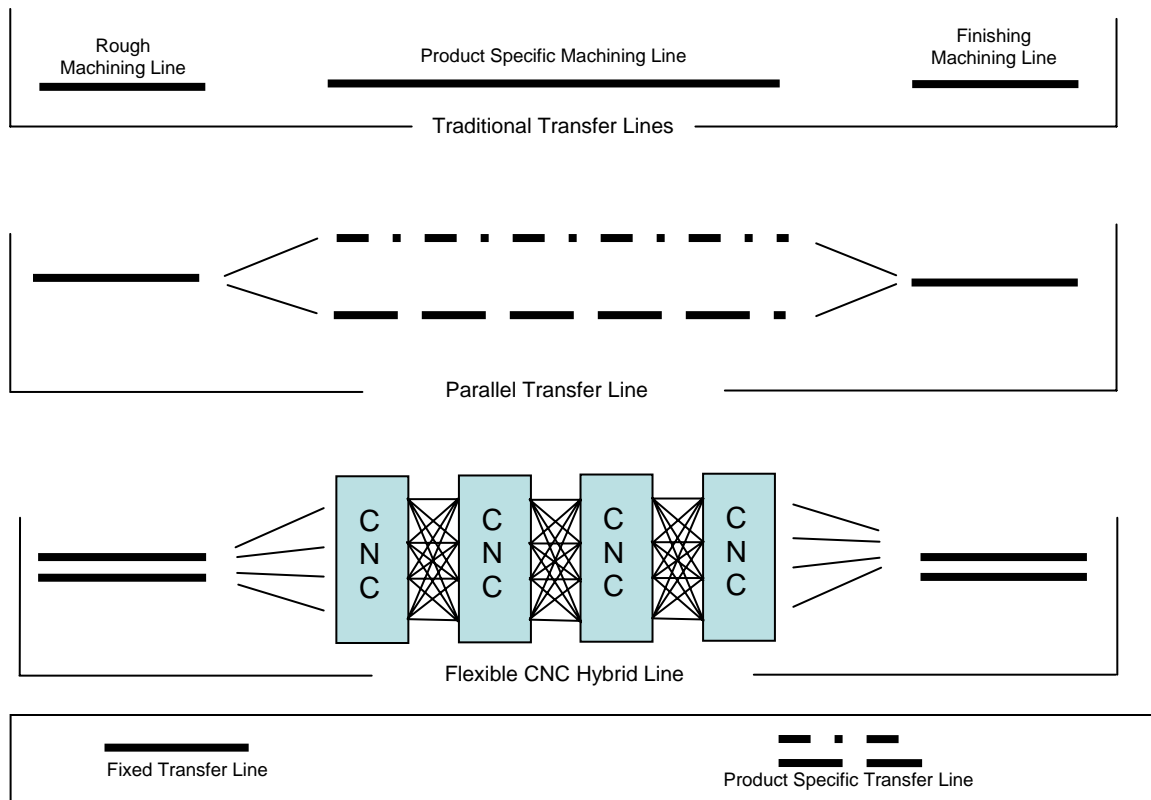 Rough
Machining Line
Product Specific Machining Line
Finishing
Machining Line
Traditional Transfer Lines
Parallel Transfer Line
C
N
C
C
N
C
C
N
C
C
N
C
Flexible CNC Hybrid Line
Fixed Transfer Line
Product Specific Transfer Line